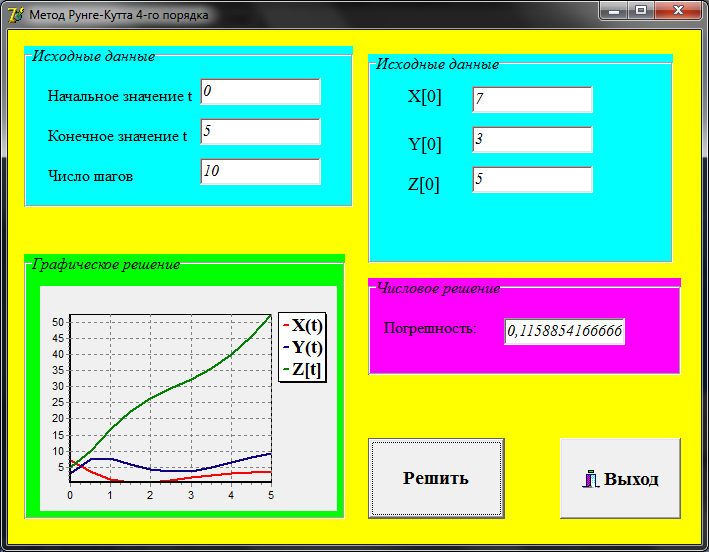 Метод Рунге-Кутта 4-го порядка
Исходные данные
Начальное значение t
0
Конечное значение t
5
Число шагов
10
Исходные данные
X[0]
7
Y[0]
3
Z[0]
5
Графическое решение
50
45
40
35
30
25
20
15
10
5
0 1 2 3 4 5
X(t)
Y(t)
Z[t]
Числовое решение
Погрешность:
0,1158854166666
Решить
Выход